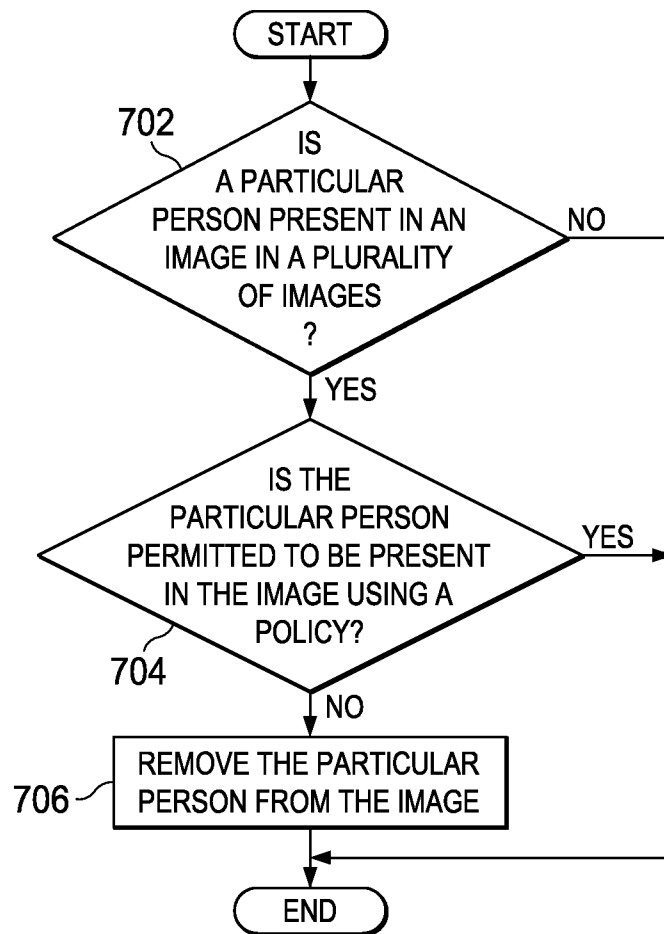 START
702
IS
A PARTICULAR
PERSON PRESENT IN AN
IMAGE IN A PLURALITY
OF IMAGES
?
NO
YES
IS THE
PARTICULAR PERSON
PERMITTED TO BE PRESENT
IN THE IMAGE USING A
POLICY?
YES
704
NO
REMOVE THE PARTICULAR
PERSON FROM THE IMAGE
706
END